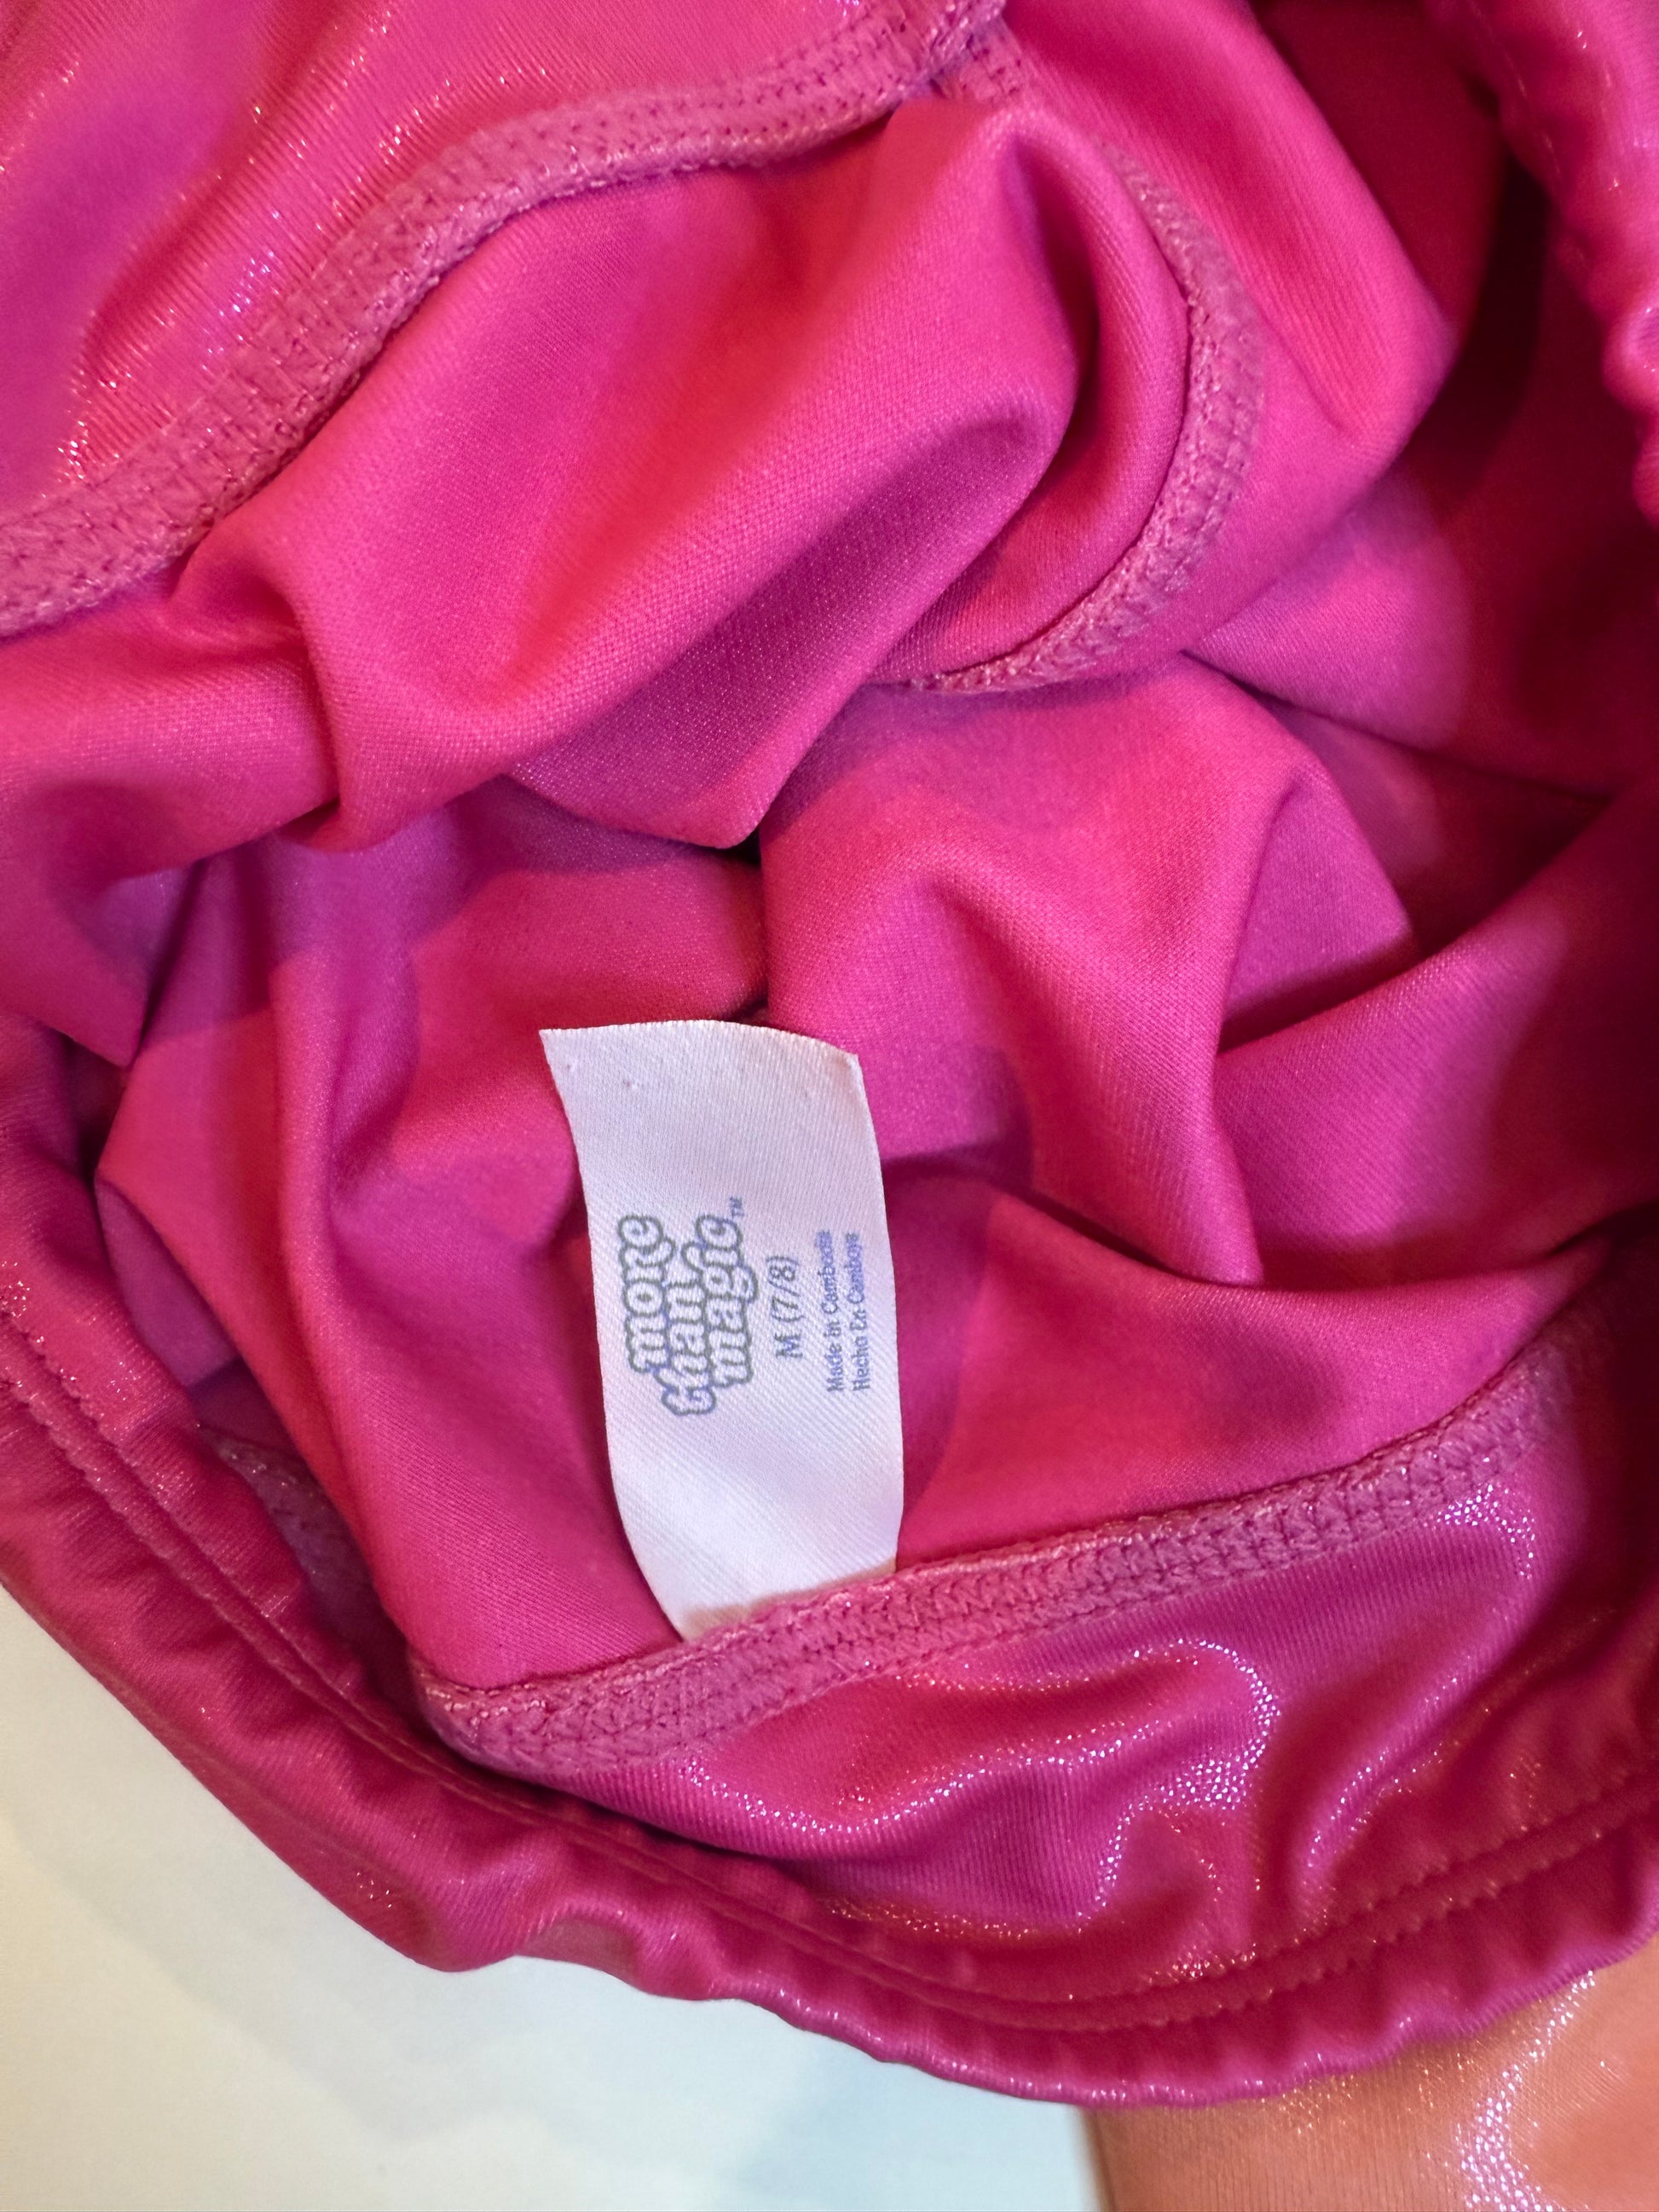 more
than
magic™
M (7/8)
Made in Cambodia
Hecho En Camboya